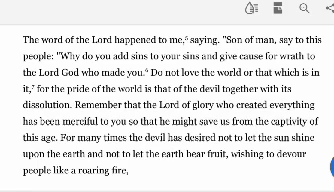 The word of the Lord happened to me,⁵ saying. "Son of man, say to this
people: "Why do you add sins to your sins and give cause for wrath to
the Lord God who made you.⁶ Do not love the world or that which is in
it,⁷ for the pride of the world is that of the devil together with its
dissolution. Remember that the Lord of glory who created everything
has been merciful to you so that he might save us from the captivity of
this age. For many times the devil has desired not to let the sun shine
upon the earth and not to let the earth bear fruit, wishing to devour
people like a roaring fire,